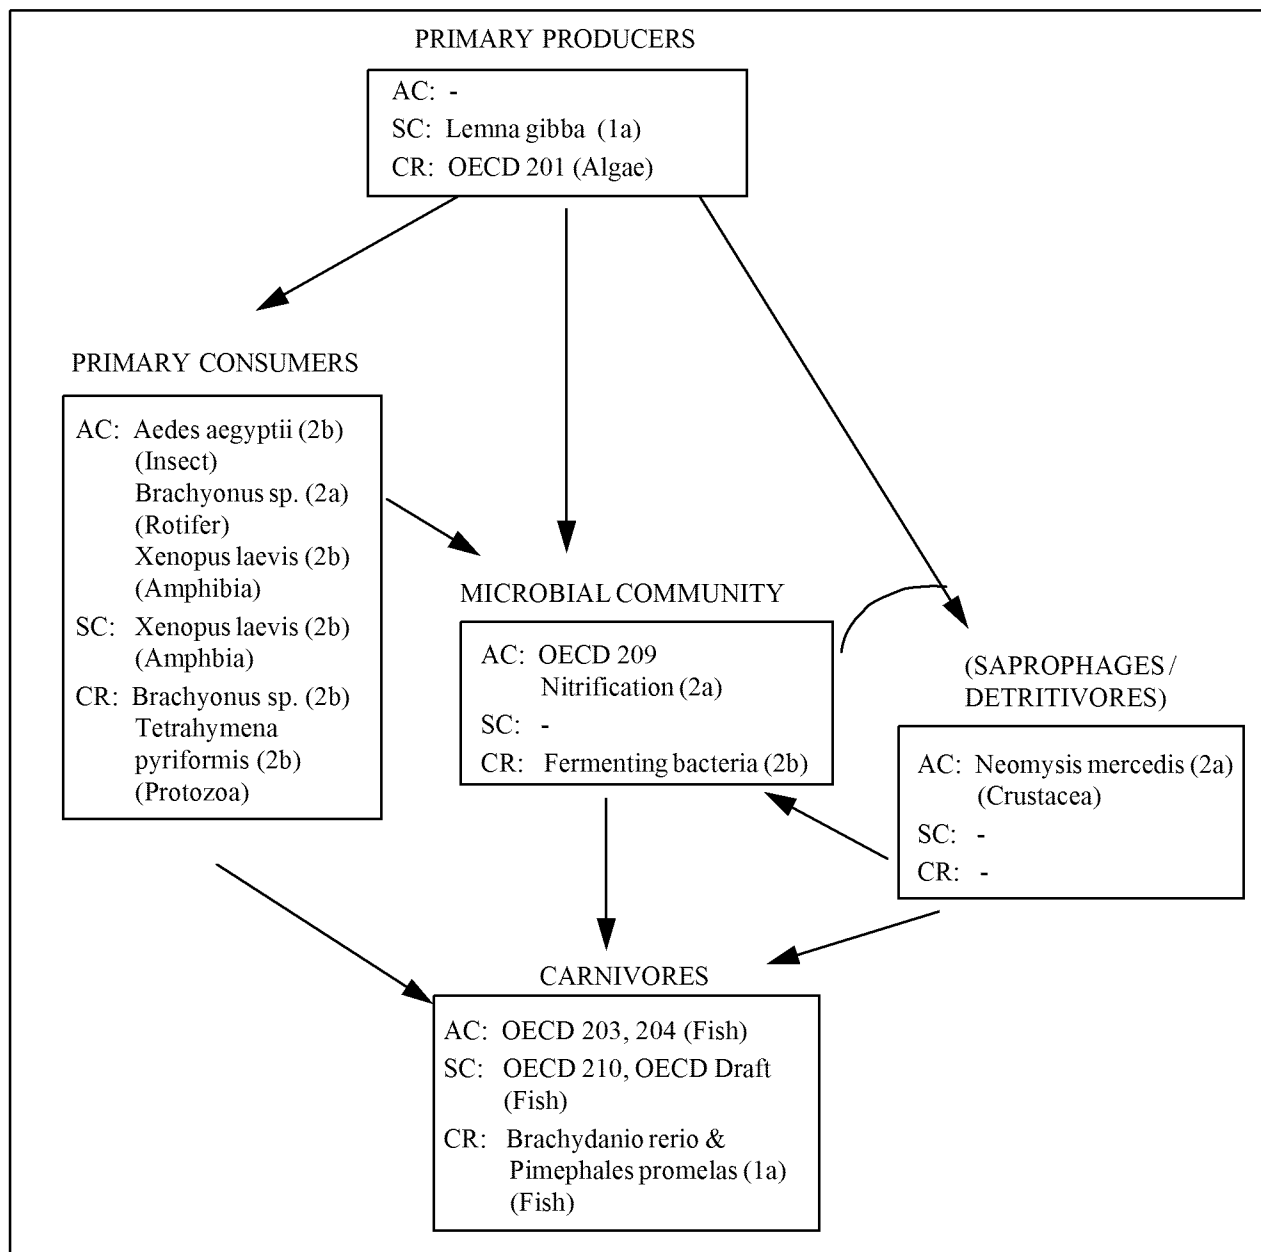 PRIMARY PRODUCERS
AC: -
SC: Lemna gibba (1a)
CR: OECD 201 (Algae)
PRIMARY CONSUMERS
AC: Aedes aegyptii (2b)
(Insect)
Brachyonus sp. (2a)
(Rotifer)
Xenopus laevis (2b)
(Amphibia)
SC: Xenopus laevis (2b)
(Amphbia)
CR: Brachyonus sp. (2b)
Tetrahymena
pyriformis (2b)
(Protozoa)
MICROBIAL COMMUNITY
AC: OECD 209
Nitrification (2a)
SC: -
CR: Fermenting bacteria (2b)
(SAPROPHAGES /
DETRITIVORES)
AC: Neomysis mercedis (2a)
(Crustacea)
SC: -
CR: -
CARNIVORES
AC: OECD 203, 204 (Fish)
SC: OECD 210, OECD Draft
(Fish)
CR: Brachydanio rerio &
Pimephales promelas (1a)
(Fish)